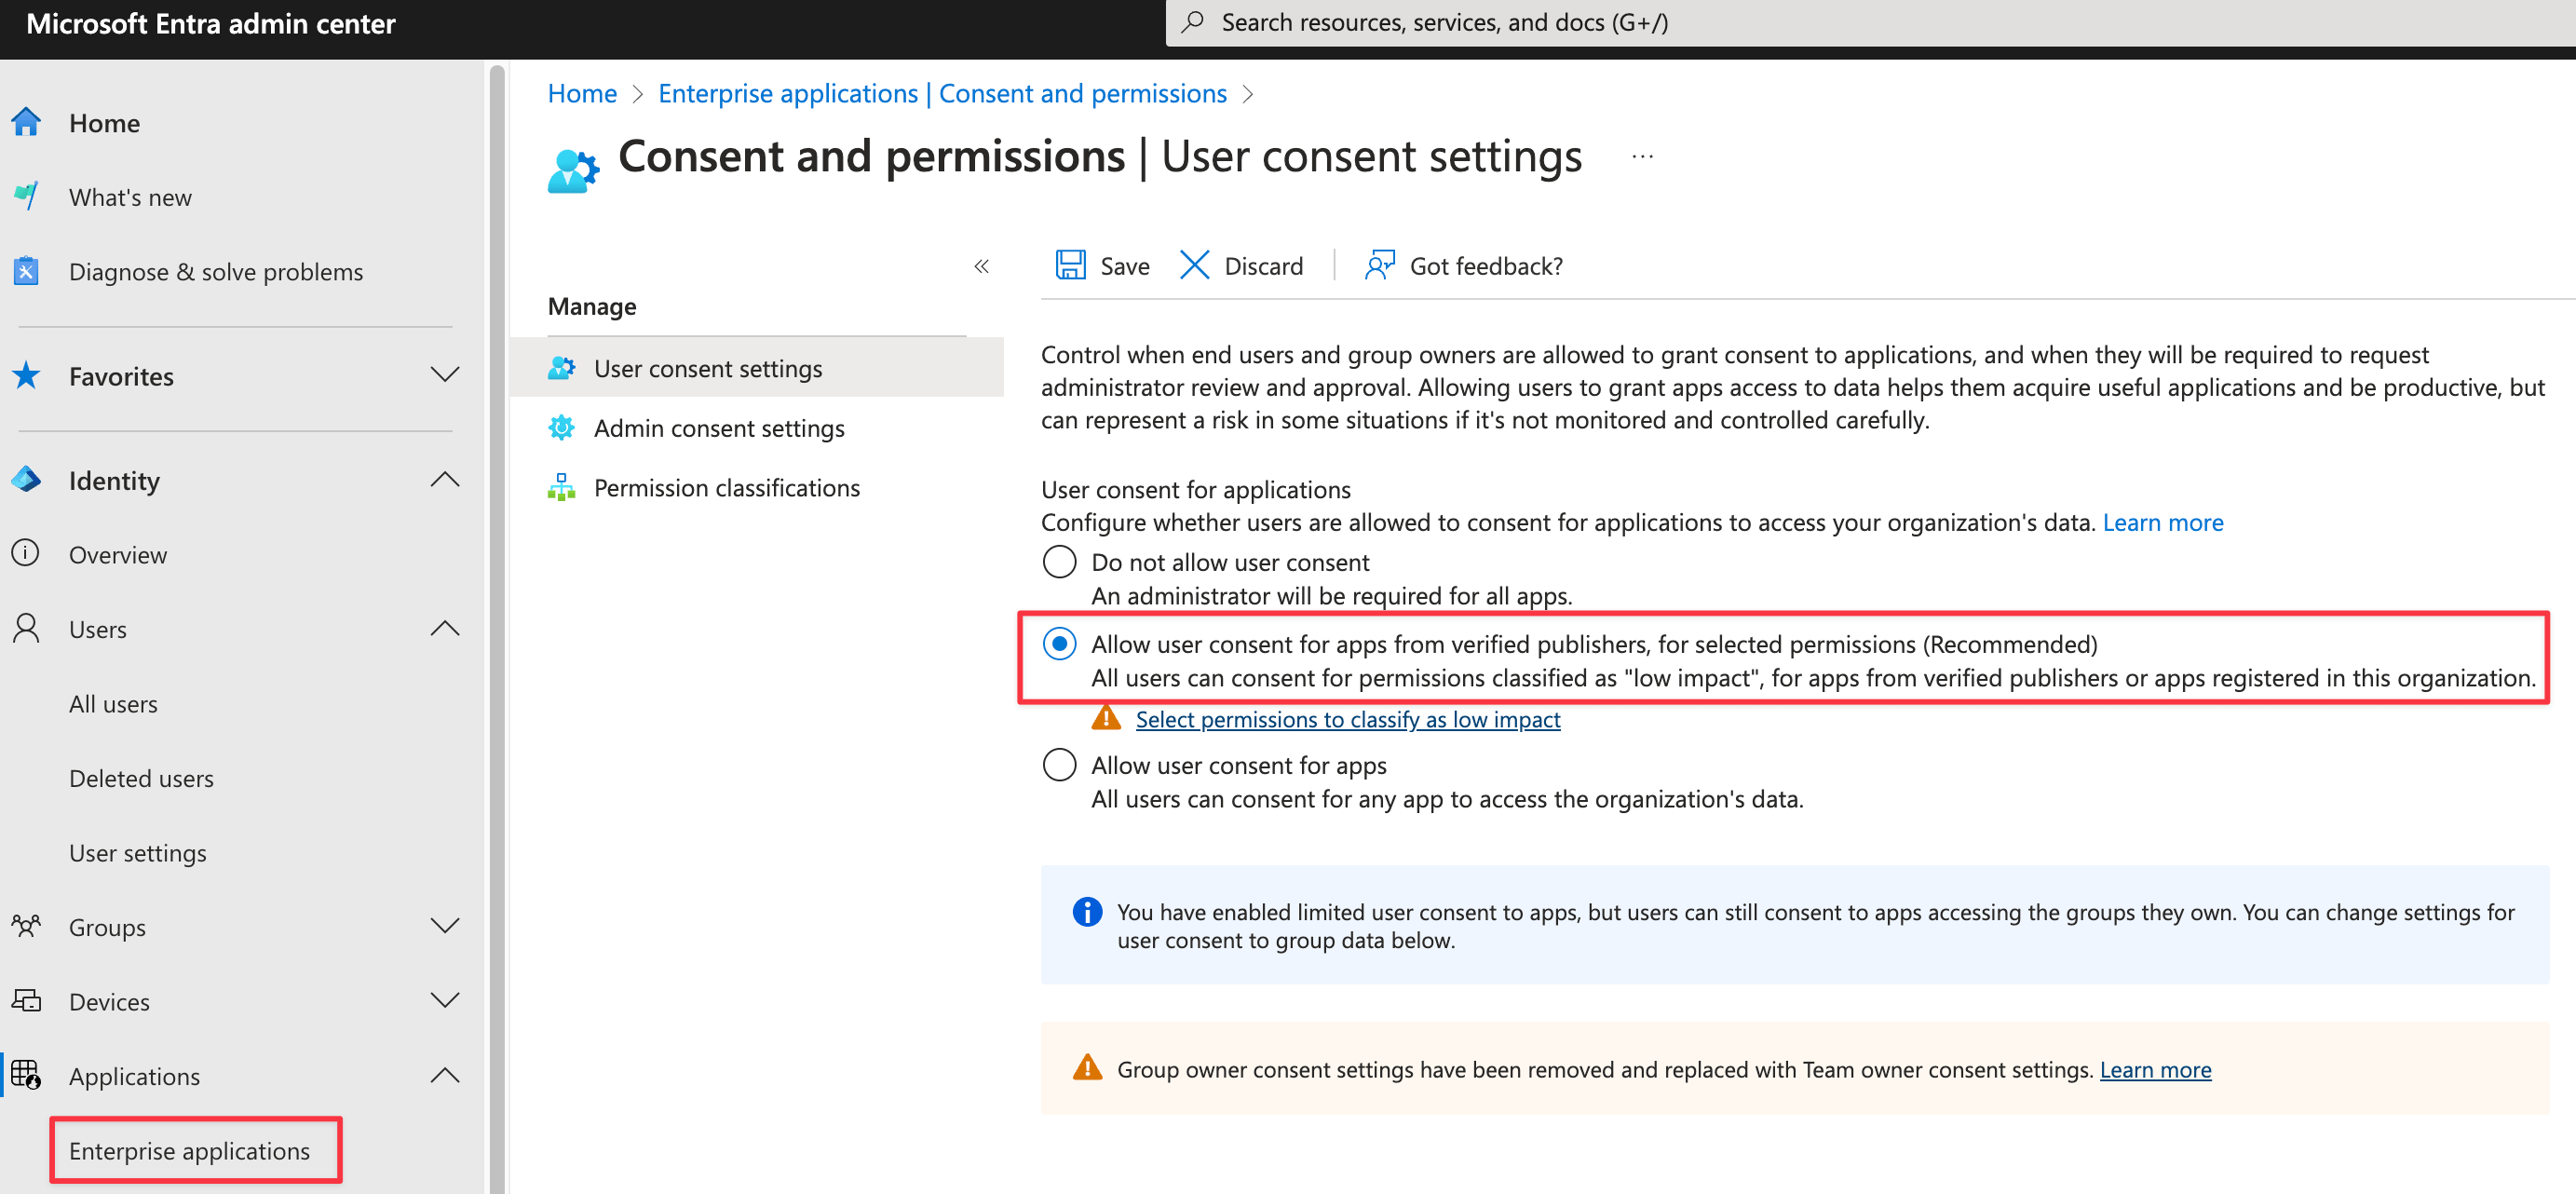 Microsoft Entra admin center
Search resources, services, and docs (G+/)
Home
What's new
Diagnose & solve problems
Favorites
Identity
Overview
Users
All users
Deleted users
User settings
Groups
Devices
Applications
Enterprise applications
Home > Enterprise applications | Consent and permissions >
Consent and permissions | User consent settings ...
«
Manage
User consent settings
Admin consent settings
Permission classifications
Save
Discard
Got feedback?
Control when end users and group owners are allowed to grant consent to applications, and when they will be required to request
administrator review and approval. Allowing users to grant apps access to data helps them acquire useful applications and be productive, but
can represent a risk in some situations if it's not monitored and controlled carefully.
User consent for applications
Configure whether users are allowed to consent for applications to access your organization's data. Learn more
Do not allow user consent
An administrator will be required for all apps.
Allow user consent for apps from verified publishers, for selected permissions (Recommended)
All users can consent for permissions classified as "low impact", for apps from verified publishers or apps registered in this organization.
Select permissions to classify as low impact
Allow user consent for apps
All users can consent for any app to access the organization's data.
You have enabled limited user consent to apps, but users can still consent to apps accessing the groups they own. You can change settings for
user consent to group data below.
Group owner consent settings have been removed and replaced with Team owner consent settings. Learn more